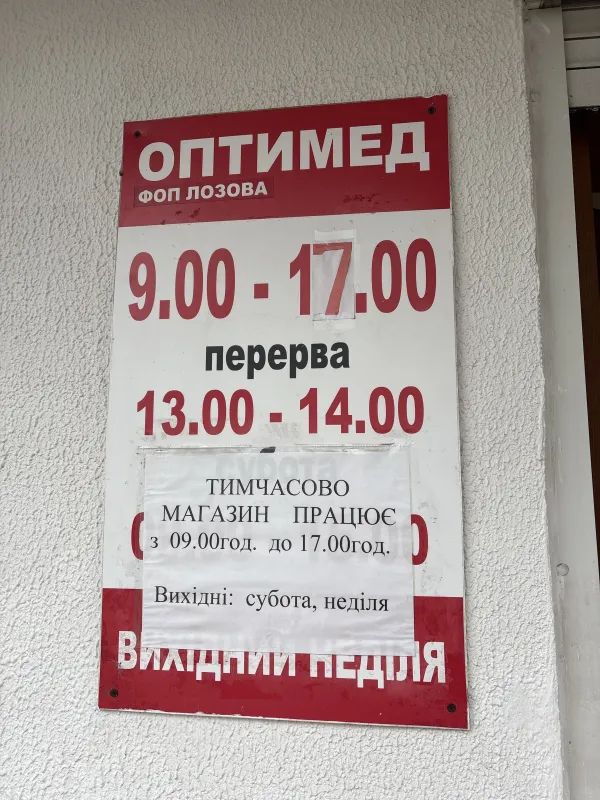 ОПТИМЕД
ФОП ЛОЗОВА
9.00 - 17.00
перерва
13.00 - 14.00
субота
ТИМЧАСОВО
МАГАЗИН ПРАЦЮЄ
з 09.00год. до 17.00год.
Вихідні: субота, неділя
ВИХІДНИЙ НЕДІЛЯ